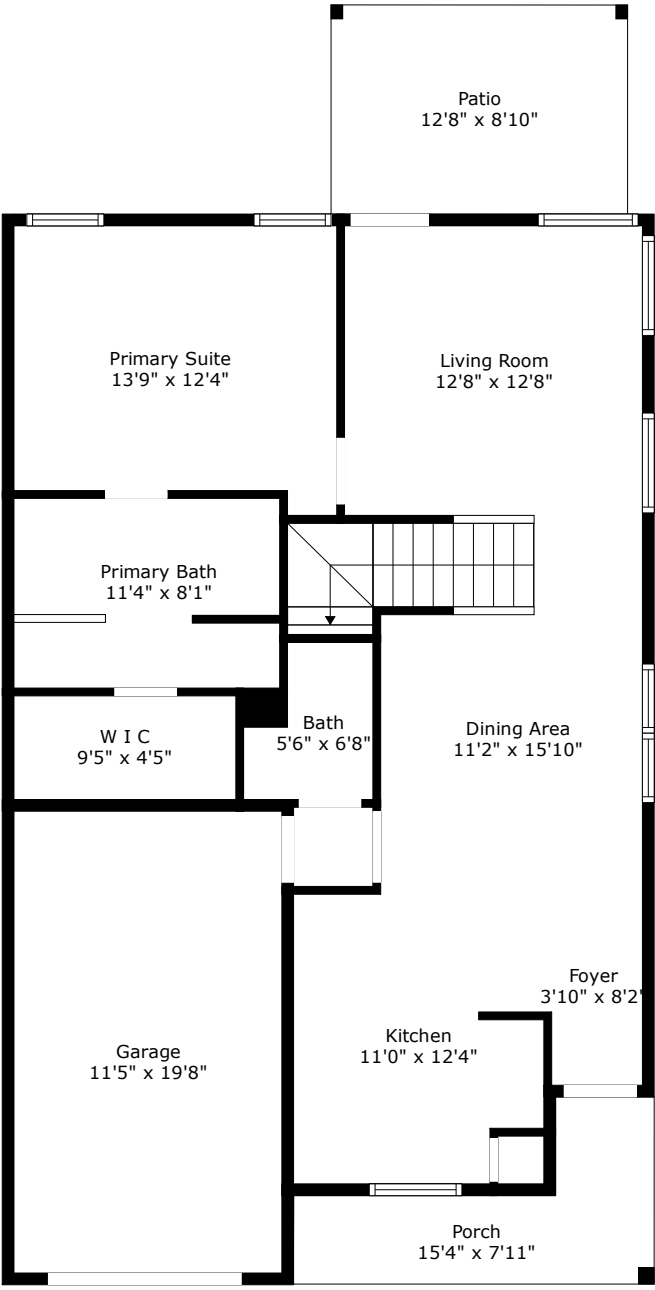 Patio
12'8" x 8'10"
Primary Suite
13'9" x 12'4"
Living Room
12'8" x 12'8"
Primary Bath
11'4" x 8'1"
W I C
9'5" x 4'5"
Bath
5'6" x 6'8"
Dining Area
11'2" x 15'10"
Foyer
3'10" x 8'2"
Kitchen
11'0" x 12'4"
Garage
11'5" x 19'8"
Porch
15'4" x 7'11"